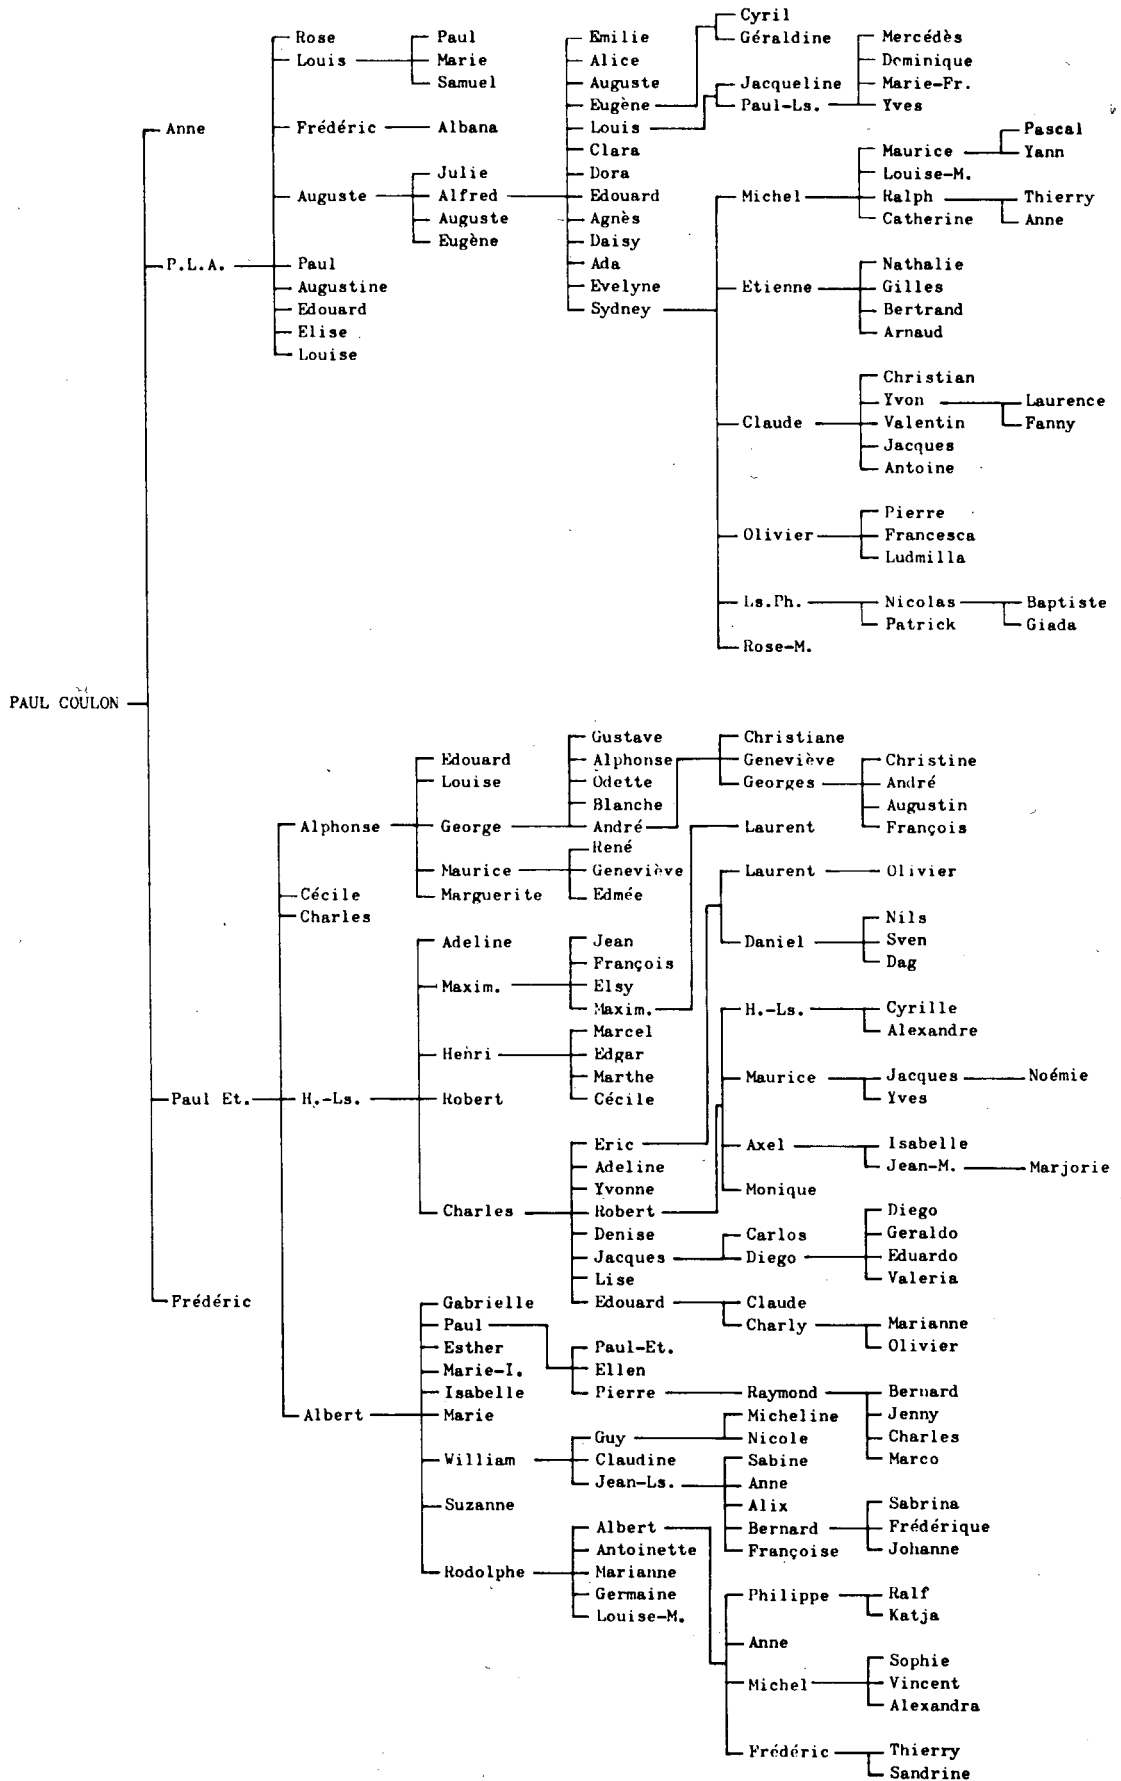 Cyril
Rose Paul Emilie Géraldine Mercédès
Louis Marie Alice Dominique
Samuel Auguste Jacqueline Marie-Fr.
Eugène Paul-Ls. Yves
Anne Frédéric Albana Louis Pascal
Clara Maurice Yann
Julie Dora Louise-M.
Auguste Alfred Edouard Michel Ralph Thierry
Auguste Agnès Catherine Anne
Eugène Daisy
P.L.A. Paul Ada Nathalie
Augustine Evelyne Etienne Gilles
Edouard Sydney Bertrand
Elise Arnaud
Louise
Christian
Yvon Laurence
Claude Valentin Fanny
Jacques
Antoine
Pierre
Olivier Francesca
Ludmilla
Ls.Ph. Nicolas Baptiste
Patrick Giada
Rose-M.
PAUL COULON
Gustave Christiane
Edouard Alphonse Geneviève Christine
Louise Odette Georges André
Blanche Augustin
Alphonse George André Laurent François
René
Maurice Geneviève Laurent Olivier
Cécile Marguerite Edmée
Charles Nils
Adeline Jean Daniel Sven
François Dag
Maxim. Elsy
Maxim. H.-Ls. Cyrille
Marcel Alexandre
Henri Edgar
Marthe Maurice Jacques Noémie
Paul Et. H.-Ls. Robert Cécile Yves
Eric Axel Isabelle
Adeline Jean-M. Marjorie
Yvonne Monique
Charles Robert Diego
Denise Carlos Geraldo
Jacques Diego Eduardo
Lise Valeria
Frédéric Gabrielle Edouard Claude
Paul Charly Marianne
Esther Paul-Et. Olivier
Marie-I. Ellen
Isabelle Pierre Raymond Bernard
Albert Marie Micheline Jenny
Guy Nicole Charles
William Claudine Sabine Marco
Jean-Ls. Anne
Suzanne Alix Sabrina
Albert Bernard Frédérique
Antoinette Françoise Johanne
Rodolphe Marianne
Germaine Philippe Ralf
Louise-M. Katja
Anne
Sophie
Michel Vincent
Alexandra
Frédéric Thierry
Sandrine